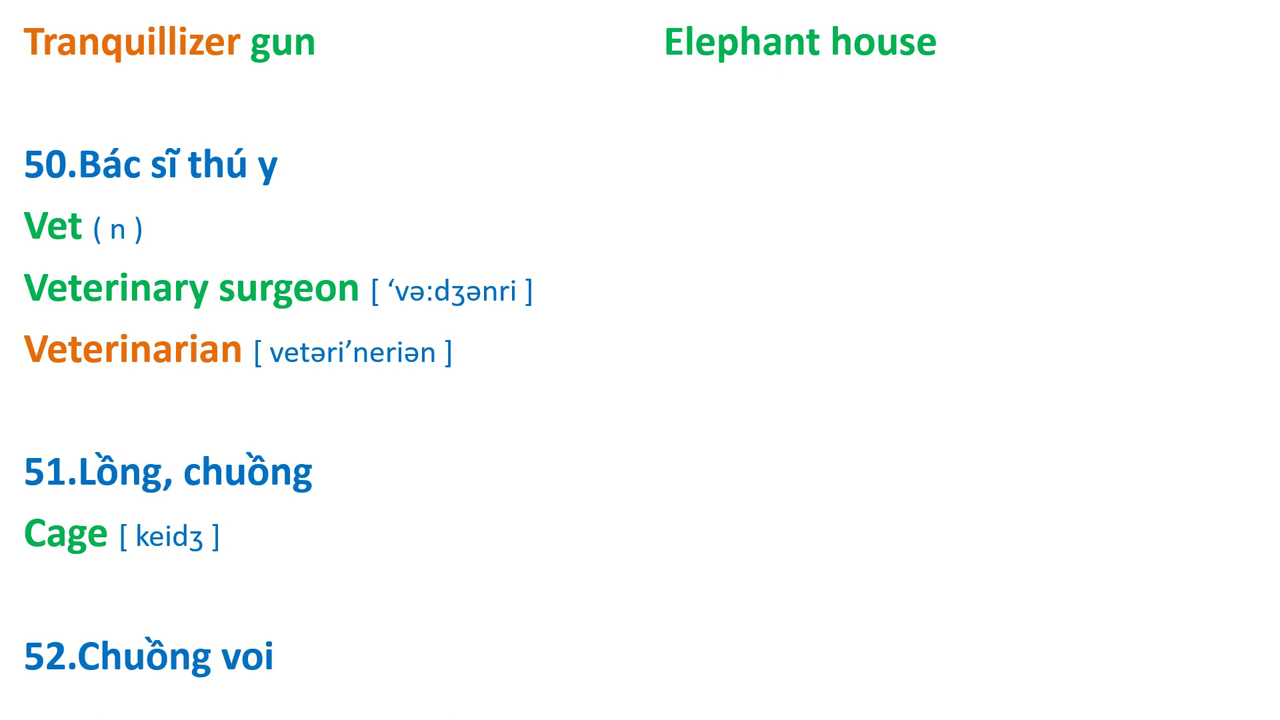 Tranquillizer gun
50.Bác sĩ thú y
Vet ( n )
Veterinary surgeon [ ‘və:dʒənri ]
Veterinarian [ vetəri’neriən ]
51.Lồng, chuồng
Cage [ keidʒ ]
52.Chuồng voi
Elephant house